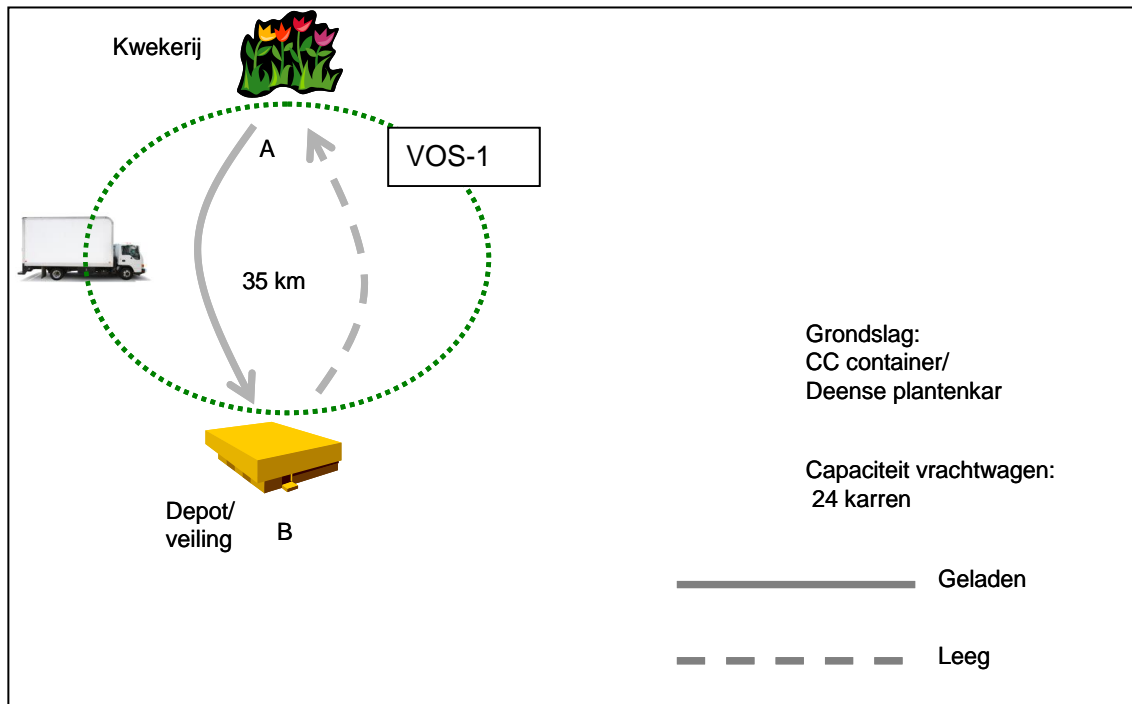 Kwekerij
A
VOS-1
35 km
Depot/
veiling
B
Grondslag:
CC container/
Deense plantenkar
Capaciteit vrachtwagen:
24 karren
Geladen
Leeg